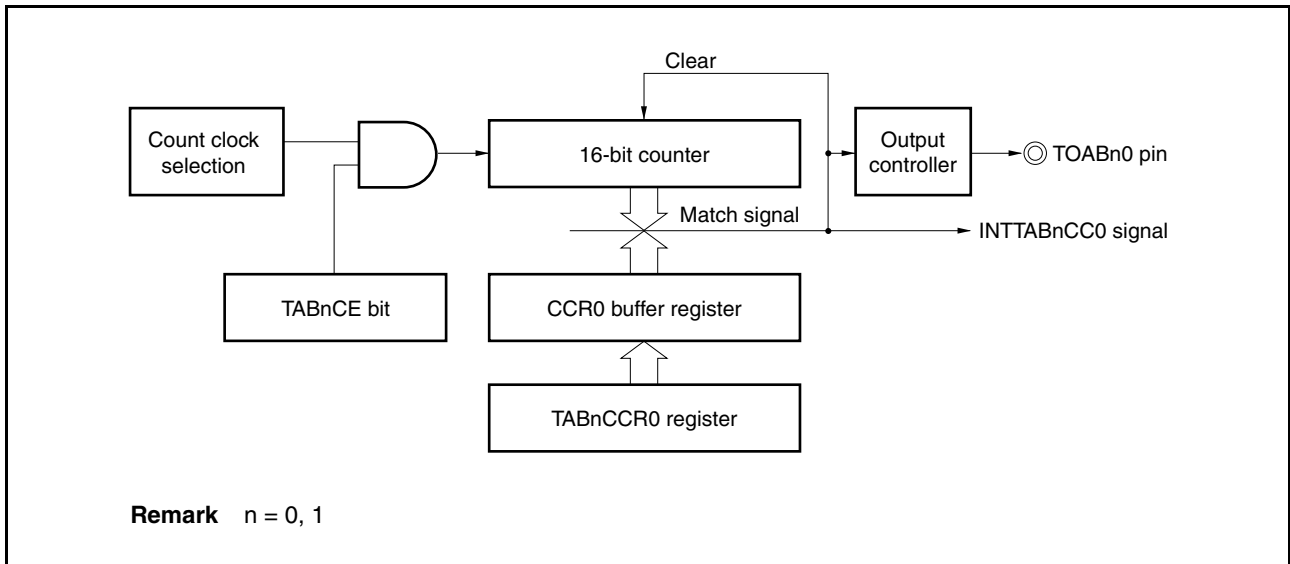 Clear
Count clock
selection
16-bit counter
Output
controller
TOABn0 pin
Match signal
INTTABnCC0 signal
TABnCE bit
CCR0 buffer register
TABnCCR0 register
Remark n = 0, 1